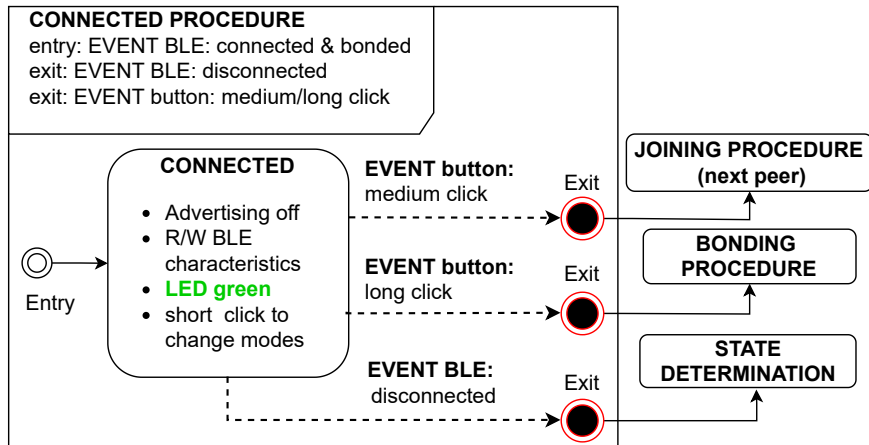 CONNECTED PROCEDURE
entry: EVENT BLE: connected & bonded
exit: EVENT BLE: disconnected
exit: EVENT button: medium/long click
Entry
CONNECTED
• Advertising off
• R/W BLE
characteristics
• LED green
• short click to
change modes
EVENT button:
medium click
Exit
JOINING PROCEDURE
(next peer)
EVENT button:
long click
Exit
BONDING
PROCEDURE
EVENT BLE:
disconnected
Exit
STATE
DETERMINATION